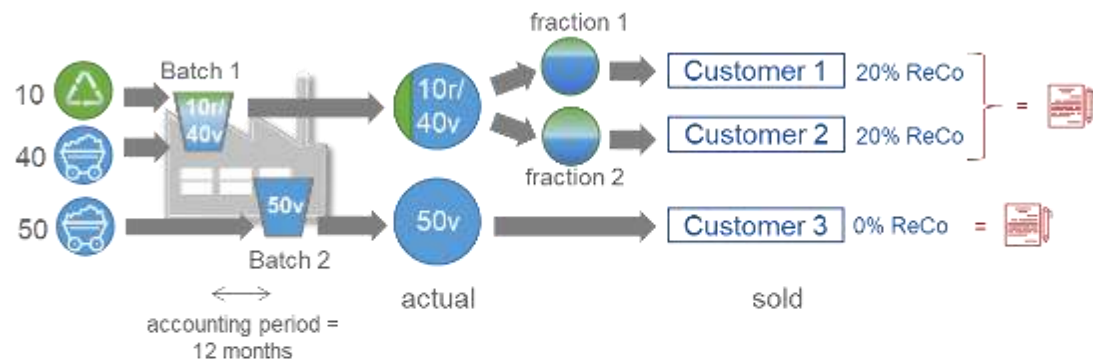 fraction 1
Batch 1
10
10r/
40v
10r/
40v
Customer 1
20% ReCo
=
40
Customer 2
20% ReCo
fraction 2
50
50v
50v
Customer 3
0% ReCo
=
Batch 2
actual
sold
accounting period =
12 months